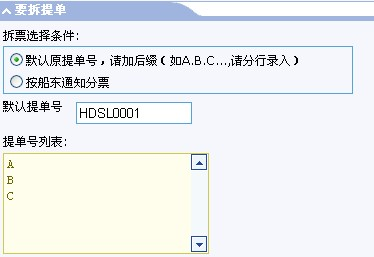 要拆提单
拆票选择条件：
默认原提单号，请加后缀（如A.B.C...,请分行录入）
按船东通知分票
默认提单号 HDSL0001
提单号列表：
A
B
C